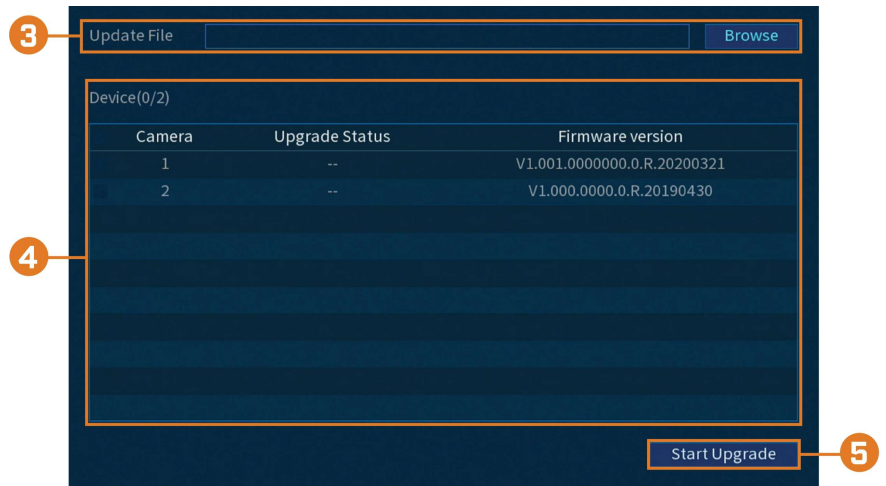 3
Update File Browse
Device(0/2)
Camera Upgrade Status Firmware version
1 -- V1.001.0000000.0.R.20200321
2 -- V1.000.0000.0.R.20190430
4
Start Upgrade
5